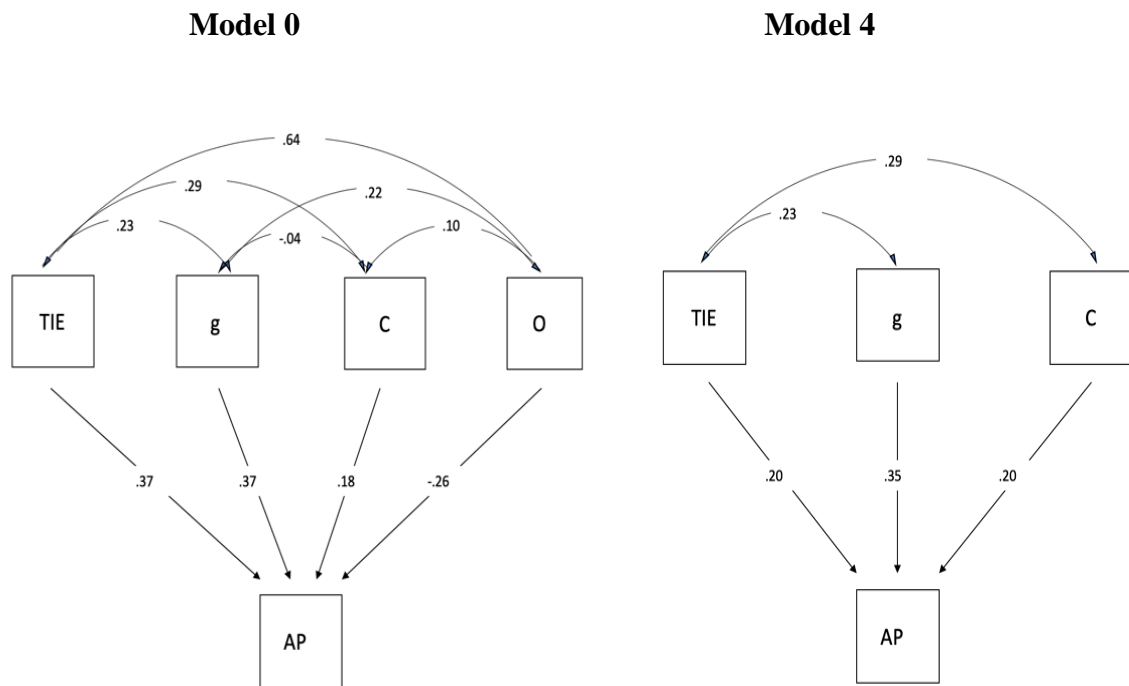 Model 0
Model 4
.64
.29
.22
.23
-.04
.10
TIE
g
C
O
.37
.37
.18
-.26
AP
.29
.23
TIE
g
C
.20
.35
.20
AP